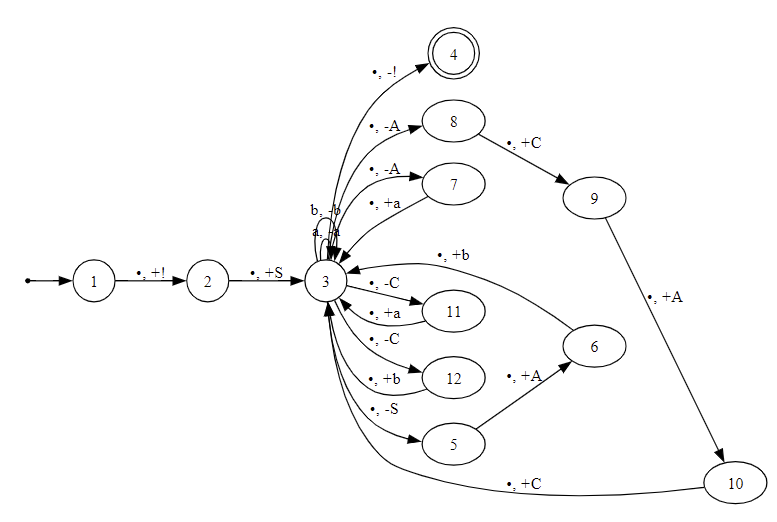 4
•, -!
•, -A
8
•, +C
•, -A
7
•, +a
9
b, -b
a, -a
•, +b
1
•, +!
2
•, +S
3
•, -C
11
•, +A
•, +a
•, -C
6
12
•, +b
•, +A
•, -S
5
•, +C
10